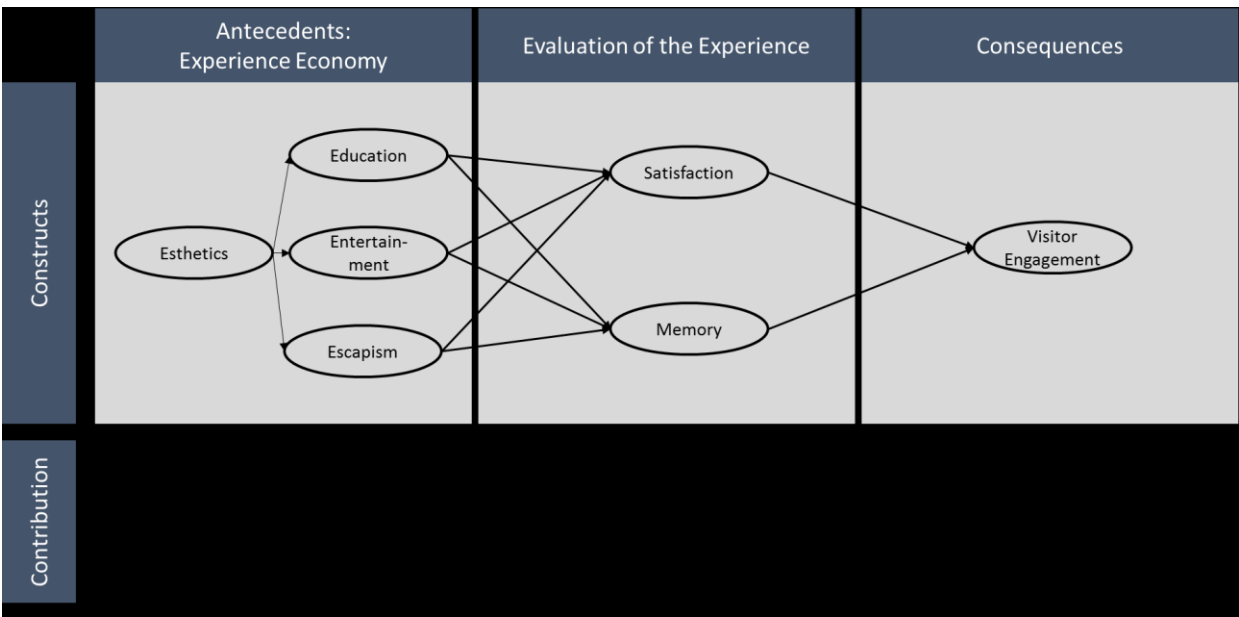 Antecedents:
Experience Economy
Evaluation of the Experience
Consequences
Constructs
Education
Satisfaction
Esthetics
Entertain-
ment
Visitor
Engagement
Escapism
Memory
Contribution